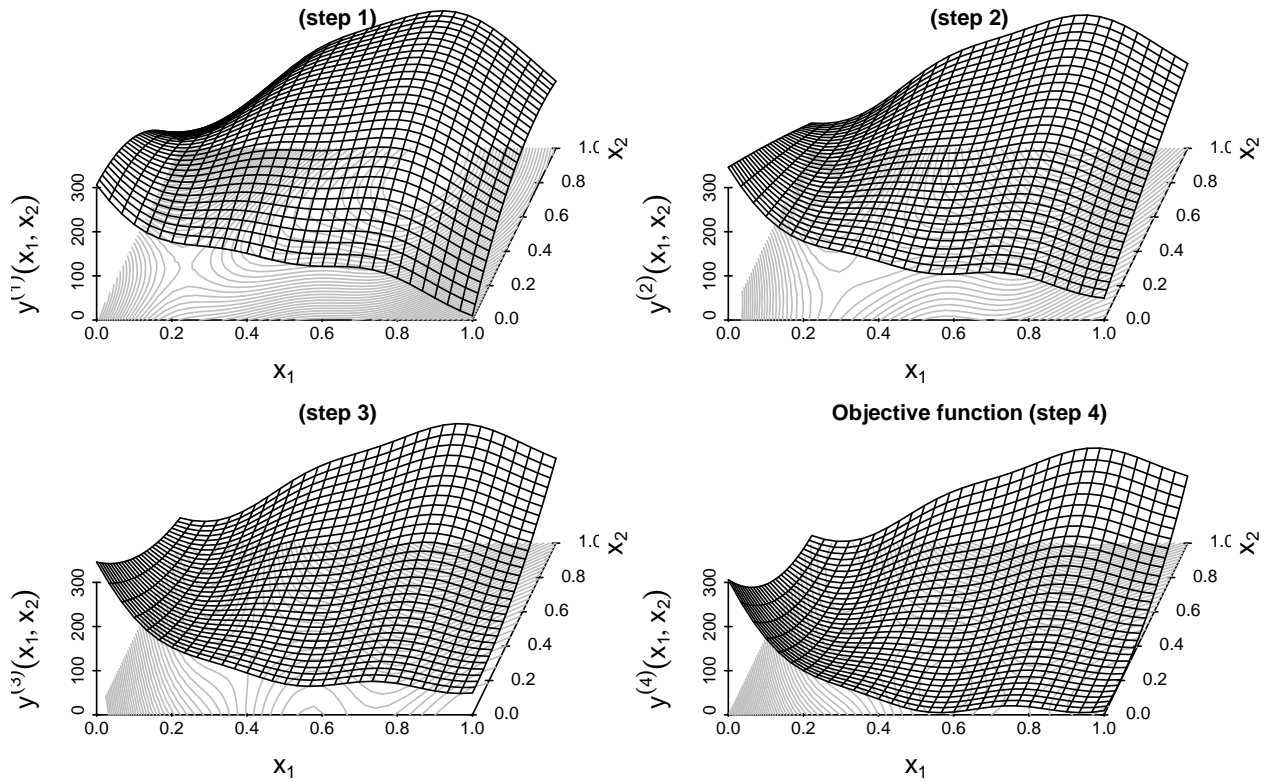 (step 1)
y(1)(x1, x2)
0 100 200 300
0.0 0.2 0.4 0.6 0.8 1.0
x1
0.0 0.2 0.4 0.6 0.8 1.0
x2
(step 2)
y(2)(x1, x2)
0 100 200 300
0.0 0.2 0.4 0.6 0.8 1.0
x1
0.0 0.2 0.4 0.6 0.8 1.0
x2
(step 3)
y(3)(x1, x2)
0 100 200 300
0.0 0.2 0.4 0.6 0.8 1.0
x1
0.0 0.2 0.4 0.6 0.8 1.0
x2
Objective function (step 4)
y(4)(x1, x2)
0 100 200 300
0.0 0.2 0.4 0.6 0.8 1.0
x1
0.0 0.2 0.4 0.6 0.8 1.0
x2